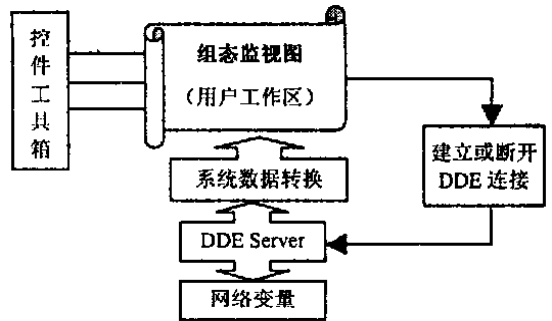 控
件
工
具
箱
组态监视图
（用户工作区）
建立或断开
DDE 连接
系统数据转换
DDE Server
网络变量